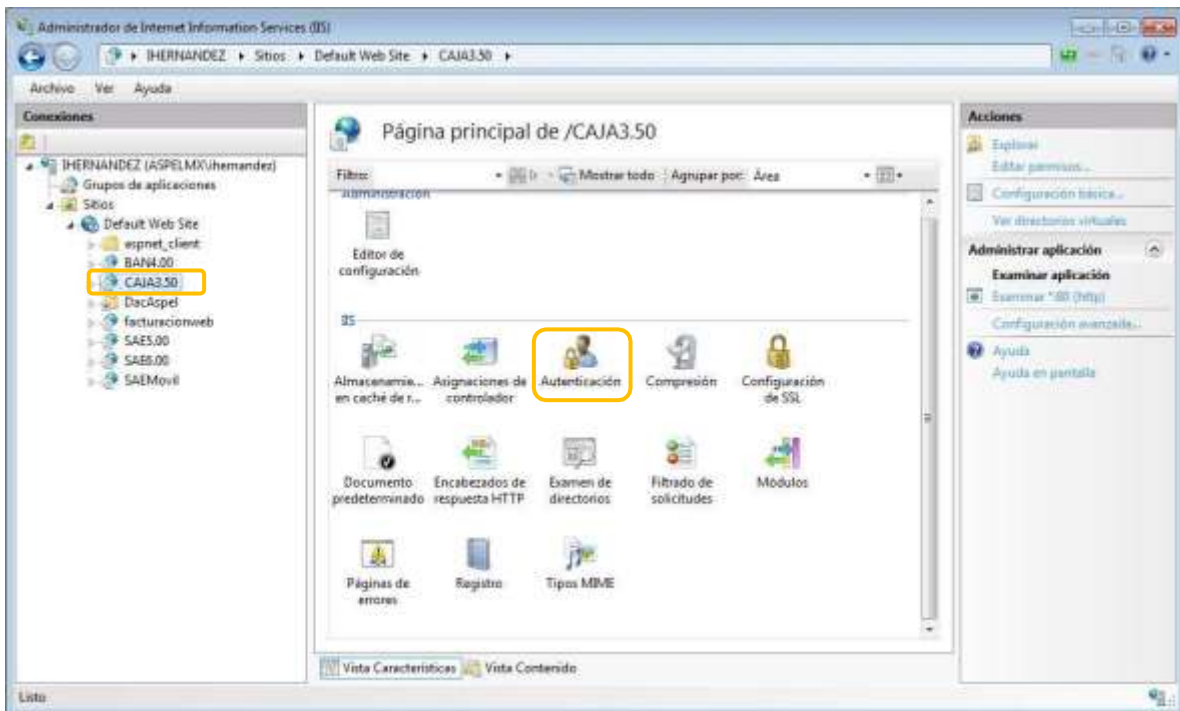 Administrador de Internet Information Services (IIS)
IHERNANDEZ Sitios Default Web Site CAJA3.50
Archivo Ver Ayuda
Conexiones
IHERNANDEZ (ASPELMX\ihernandez)
Grupos de aplicaciones
Sitios
Default Web Site
aspnet_client
BAN4.00
CAJA3.50
DacAspel
facturacionweb
SAE5.00
SAE6.00
SAEMovil
Página principal de /CAJA3.50
Filtro: Ir Mostrar todo Agrupar por: Área
Administración
Editor de
configuración
IIS
Almacenamie...
en caché de r...
Asignaciones de
controlador
Autenticación
Compresión
Configuración
de SSL
Documento
predeterminado
Encabezados de
respuesta HTTP
Examen de
directorios
Filtrado de
solicitudes
Módulos
Páginas de
errores
Registro
Tipos MIME
Vista Características Vista Contenido
Acciones
Explorar
Editar permisos...
Configuración básica...
Ver directorios virtuales
Administrar aplicación
Examinar aplicación
Examinar *:80 (http)
Configuración avanzada...
Ayuda
Ayuda en pantalla
Listo